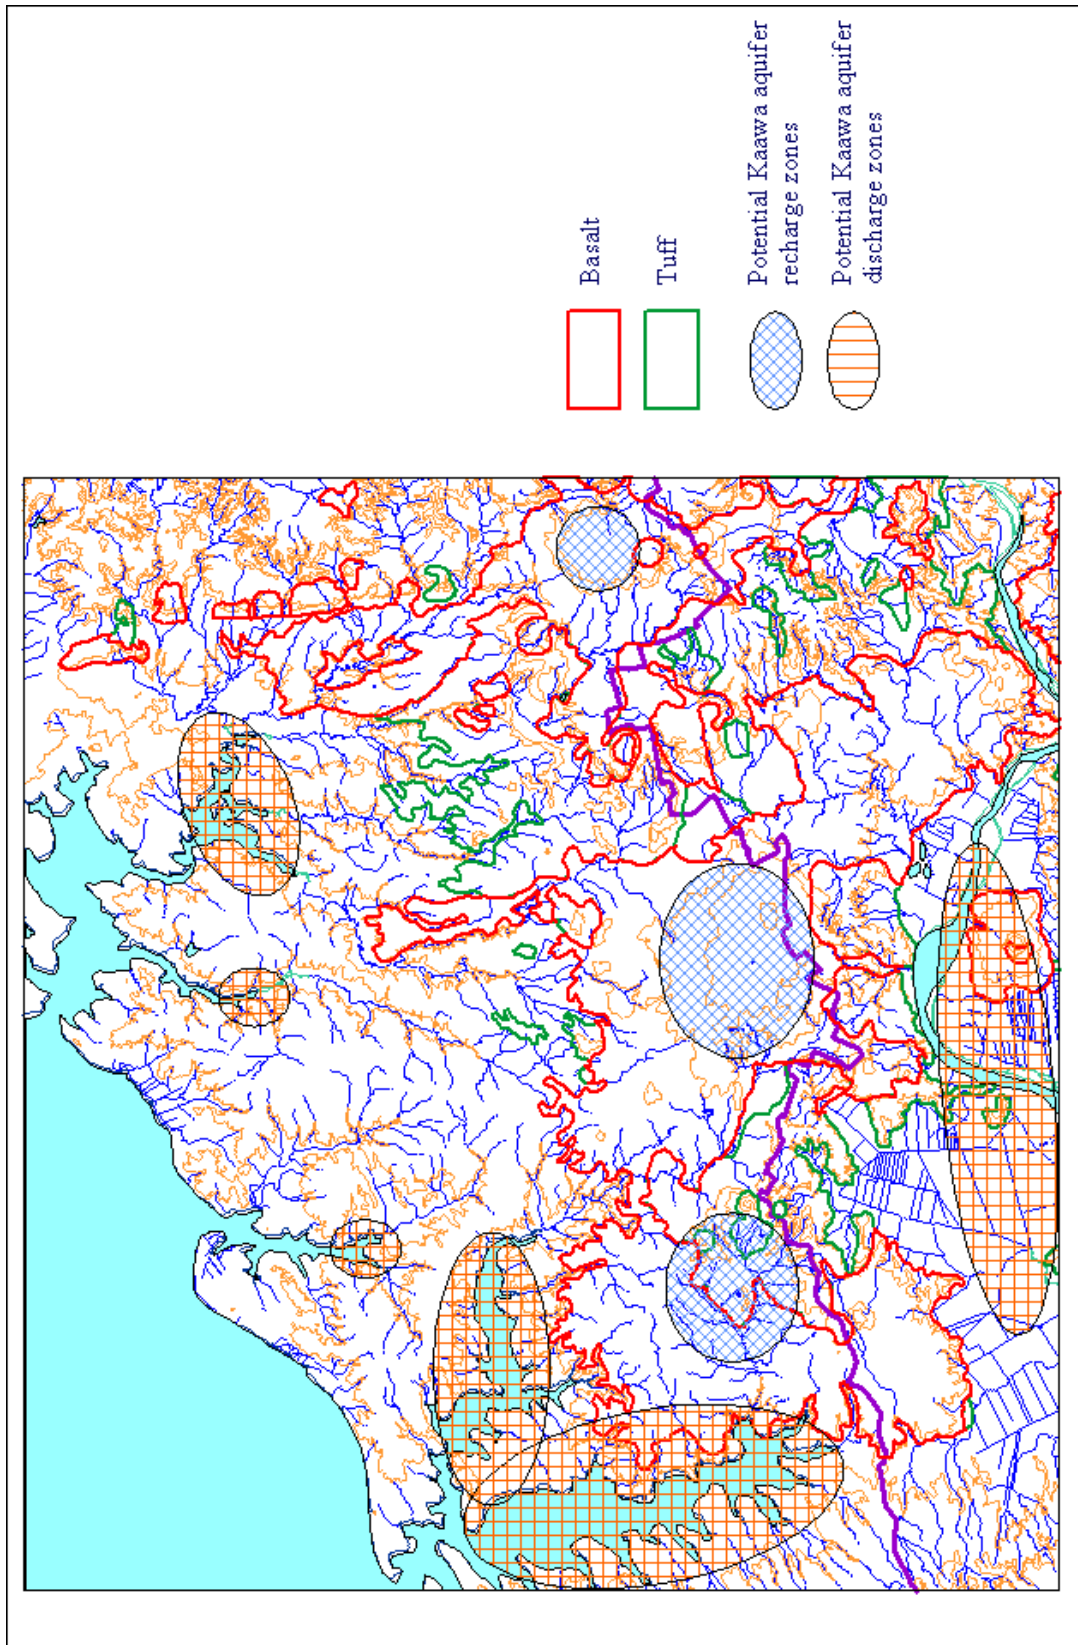 Basalt
Tuff
Potential Kaawa aquifer
recharge zones
Potential Kaawa aquifer
discharge zones